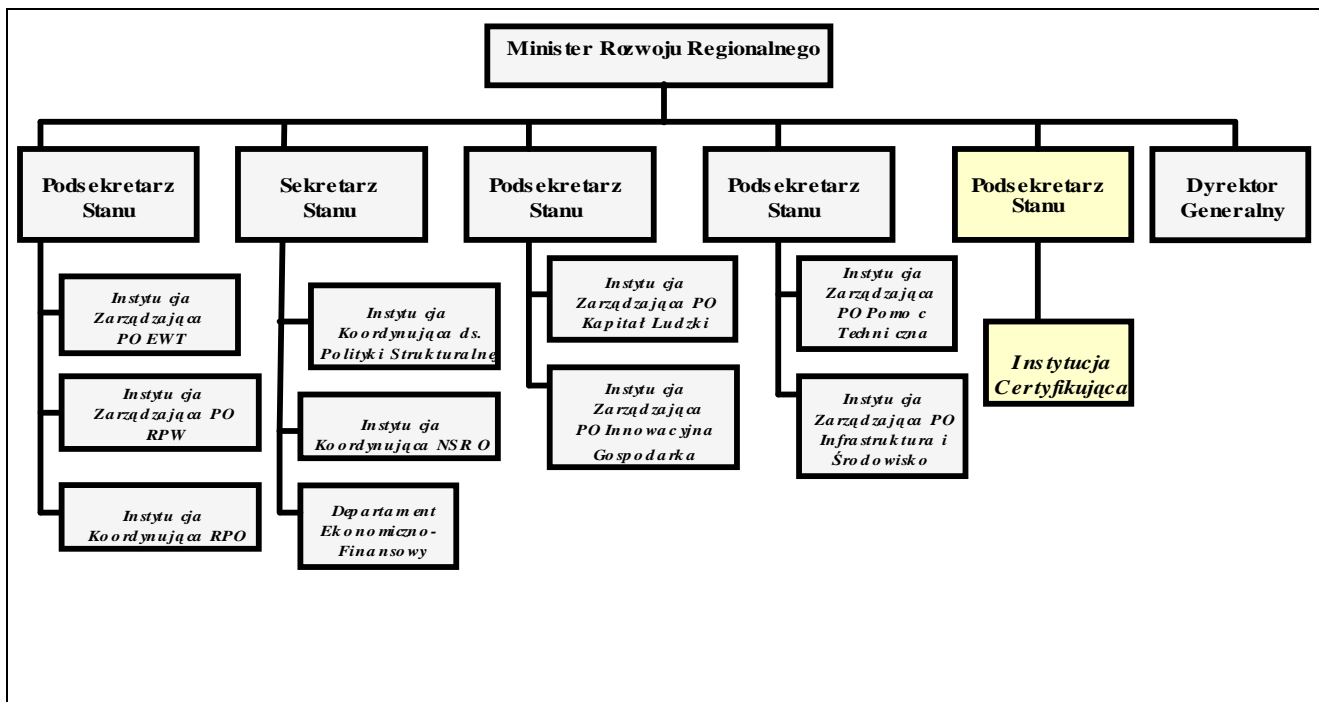 Minister Rozwoju Regionalnego
Podsekretarz
Stanu
Sekretarz
Stanu
Podsekretarz
Stanu
Podsekretarz
Stanu
Podsekretarz
Stanu
Dyrektor
Generalny
Instytucja
Zarządzająca
PO EWT
Instytucja
Zarządzająca PO
RPW
Instytucja
Koordynująca RPO
Instytucja
Koordynująca ds.
Polityki Strukturalnej
Instytucja
Koordynująca NSRO
Departament
Ekonomiczno-
Finansowy
Instytucja
Zarządzająca PO
Kapitał Ludzki
Instytucja
Zarządzająca
PO Innowacyjna
Gospodarka
Instytucja
Zarządzająca
PO Pomoc
Techniczna
Instytucja
Zarządzająca PO
Infrastruktura i
Środowisko
Instytucja
Certyfikująca